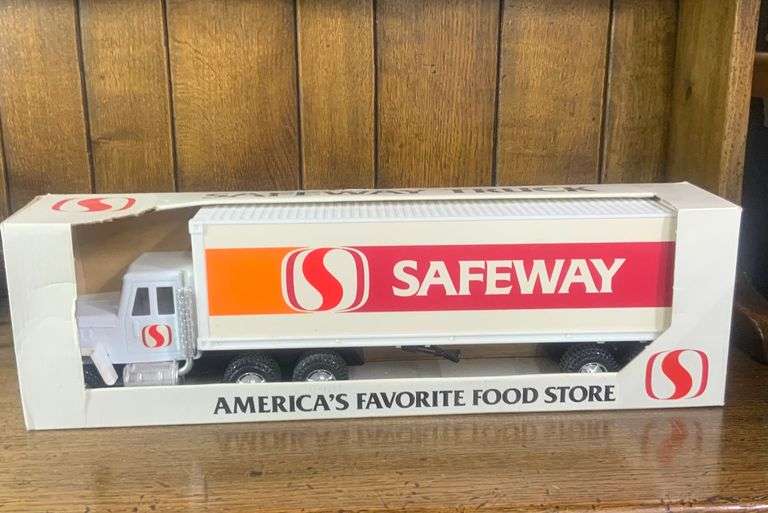 SAFEWAY TRUCK
SAFEWAY
AMERICA'S FAVORITE FOOD STORE